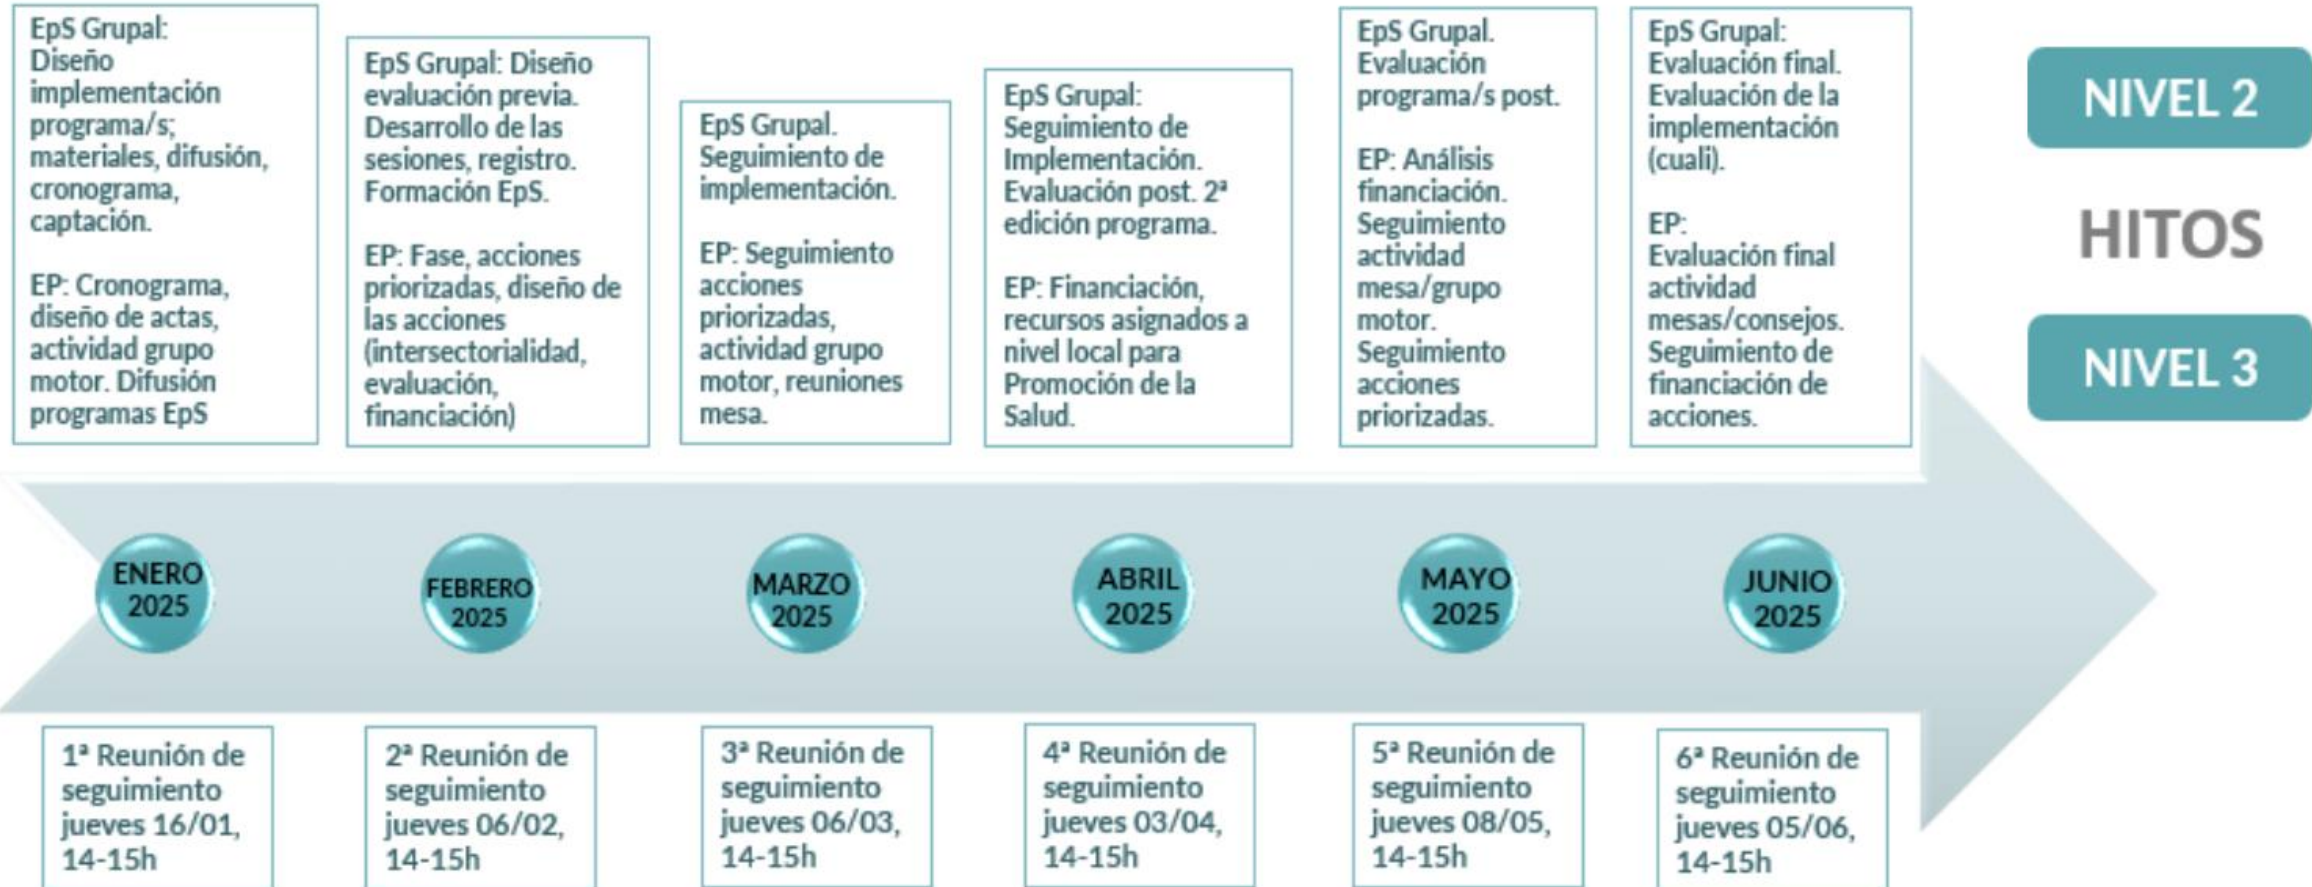 EpS Grupal:
Diseño
implementación
programa/s;
materiales, difusión,
cronograma,
captación.
EP: Cronograma,
diseño de actas,
actividad grupo
motor. Difusión
programas EpS
EpS Grupal: Diseño
evaluación previa.
Desarrollo de las
sesiones, registro.
Formación EpS.
EP: Fase, acciones
priorizadas, diseño de
las acciones
(intersectorialidad,
evaluación,
financiación)
EpS Grupal.
Seguimiento de
implementación.
EP: Seguimiento
acciones
priorizadas,
actividad grupo
motor, reuniones
mesa.
EpS Grupal:
Seguimiento de
Implementación.
Evaluación post. 2ª
edición programa.
EP: Financiación,
recursos asignados a
nivel local para
Promoción de la
Salud.
EpS Grupal.
Evaluación
programa/s post.
EP: Análisis
financiación.
Seguimiento
actividad
mesa/grupo
motor.
Seguimiento
acciones
priorizadas.
EpS Grupal:
Evaluación final.
Evaluación de la
implementación
(cuali).
EP:
Evaluación final
actividad
mesas/consejos.
Seguimiento de
financiación de
acciones.
NIVEL 2
HITOS
NIVEL 3
ENERO
2025
FEBRERO
2025
MARZO
2025
ABRIL
2025
MAYO
2025
JUNIO
2025
1ª Reunión de
seguimiento
jueves 16/01,
14-15h
2ª Reunión de
seguimiento
jueves 06/02,
14-15h
3ª Reunión de
seguimiento
jueves 06/03,
14-15h
4ª Reunión de
seguimiento
jueves 03/04,
14-15h
5ª Reunión de
seguimiento
jueves 08/05,
14-15h
6ª Reunión de
seguimiento
jueves 05/06,
14-15h